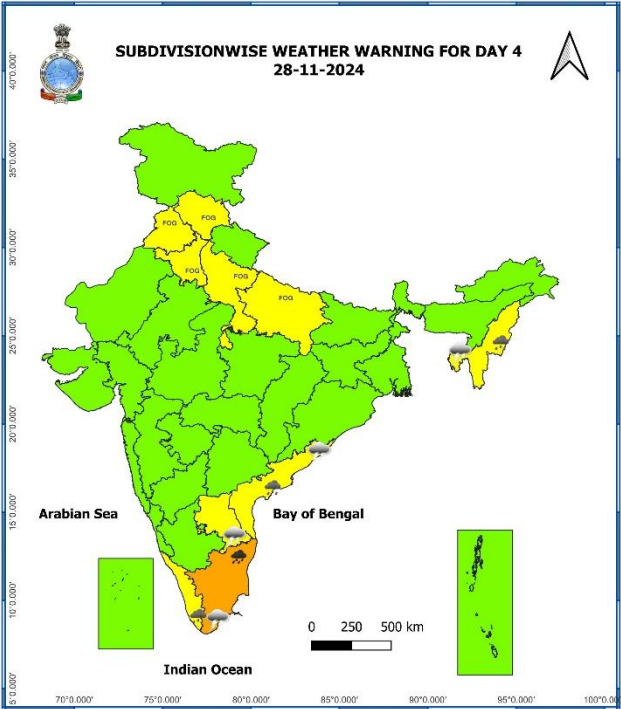 SUBDIVISIONWISE WEATHER WARNING FOR DAY 4
28-11-2024
40°0.000'
35°0.000'
FOG
FOG
30°0.000'
FOG
FOG
FOG
25°0.000'
20°0.000'
15°0.000'
Arabian Sea
Bay of Bengal
10°0.000'
0 250 500 km
Indian Ocean
5°0.000'
70°0.000' 75°0.000' 80°0.000' 85°0.000' 90°0.000' 95°0.000'